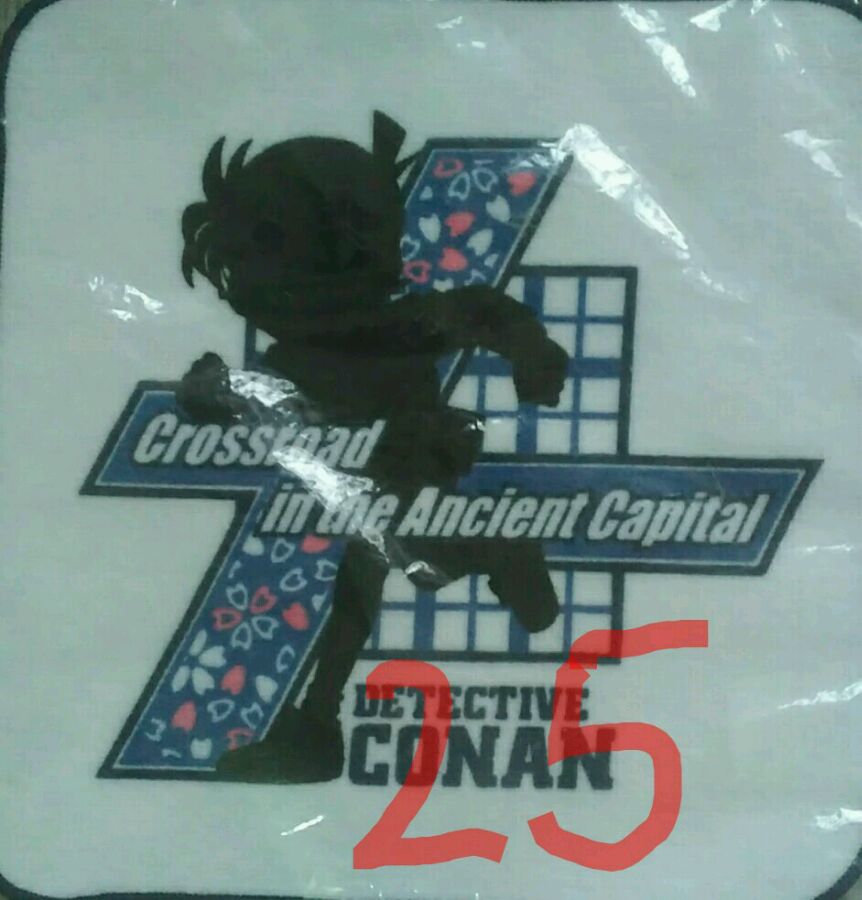 Crossroad
in the Ancient Capital
DETECTIVE
CONAN
25